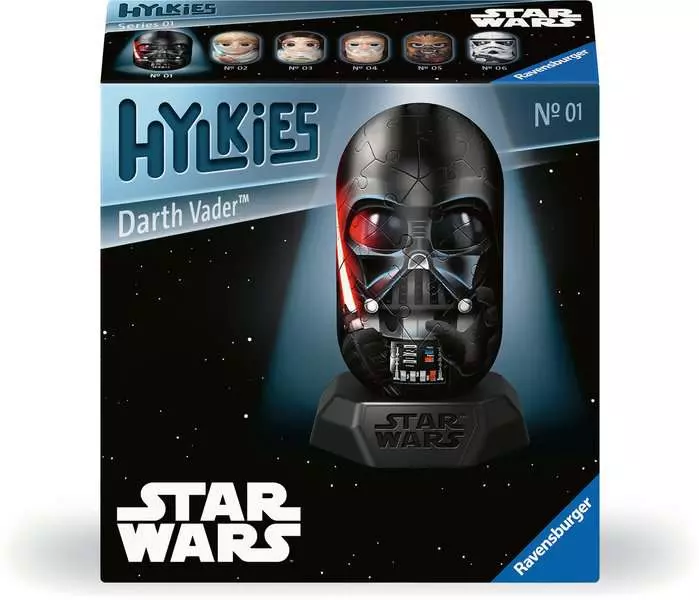 HYLKIES
Series 01
Nº 01
Nº 02
Nº 03
Nº 04
Nº 05
Nº 06
STAR
WARS
Ravensburger
HYLKIES
Nº 01
Darth Vader™
STAR
WARS
STAR
WARS
Ravensburger